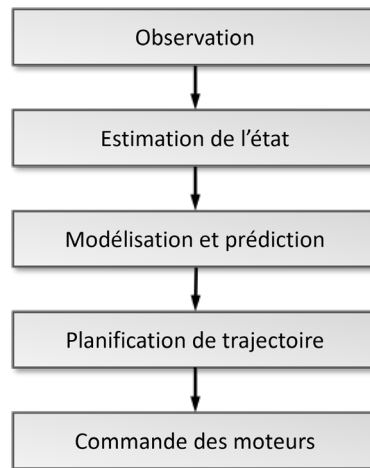 Observation
Estimation de l’état
Modélisation et prédiction
Planification de trajectoire
Commande des moteurs